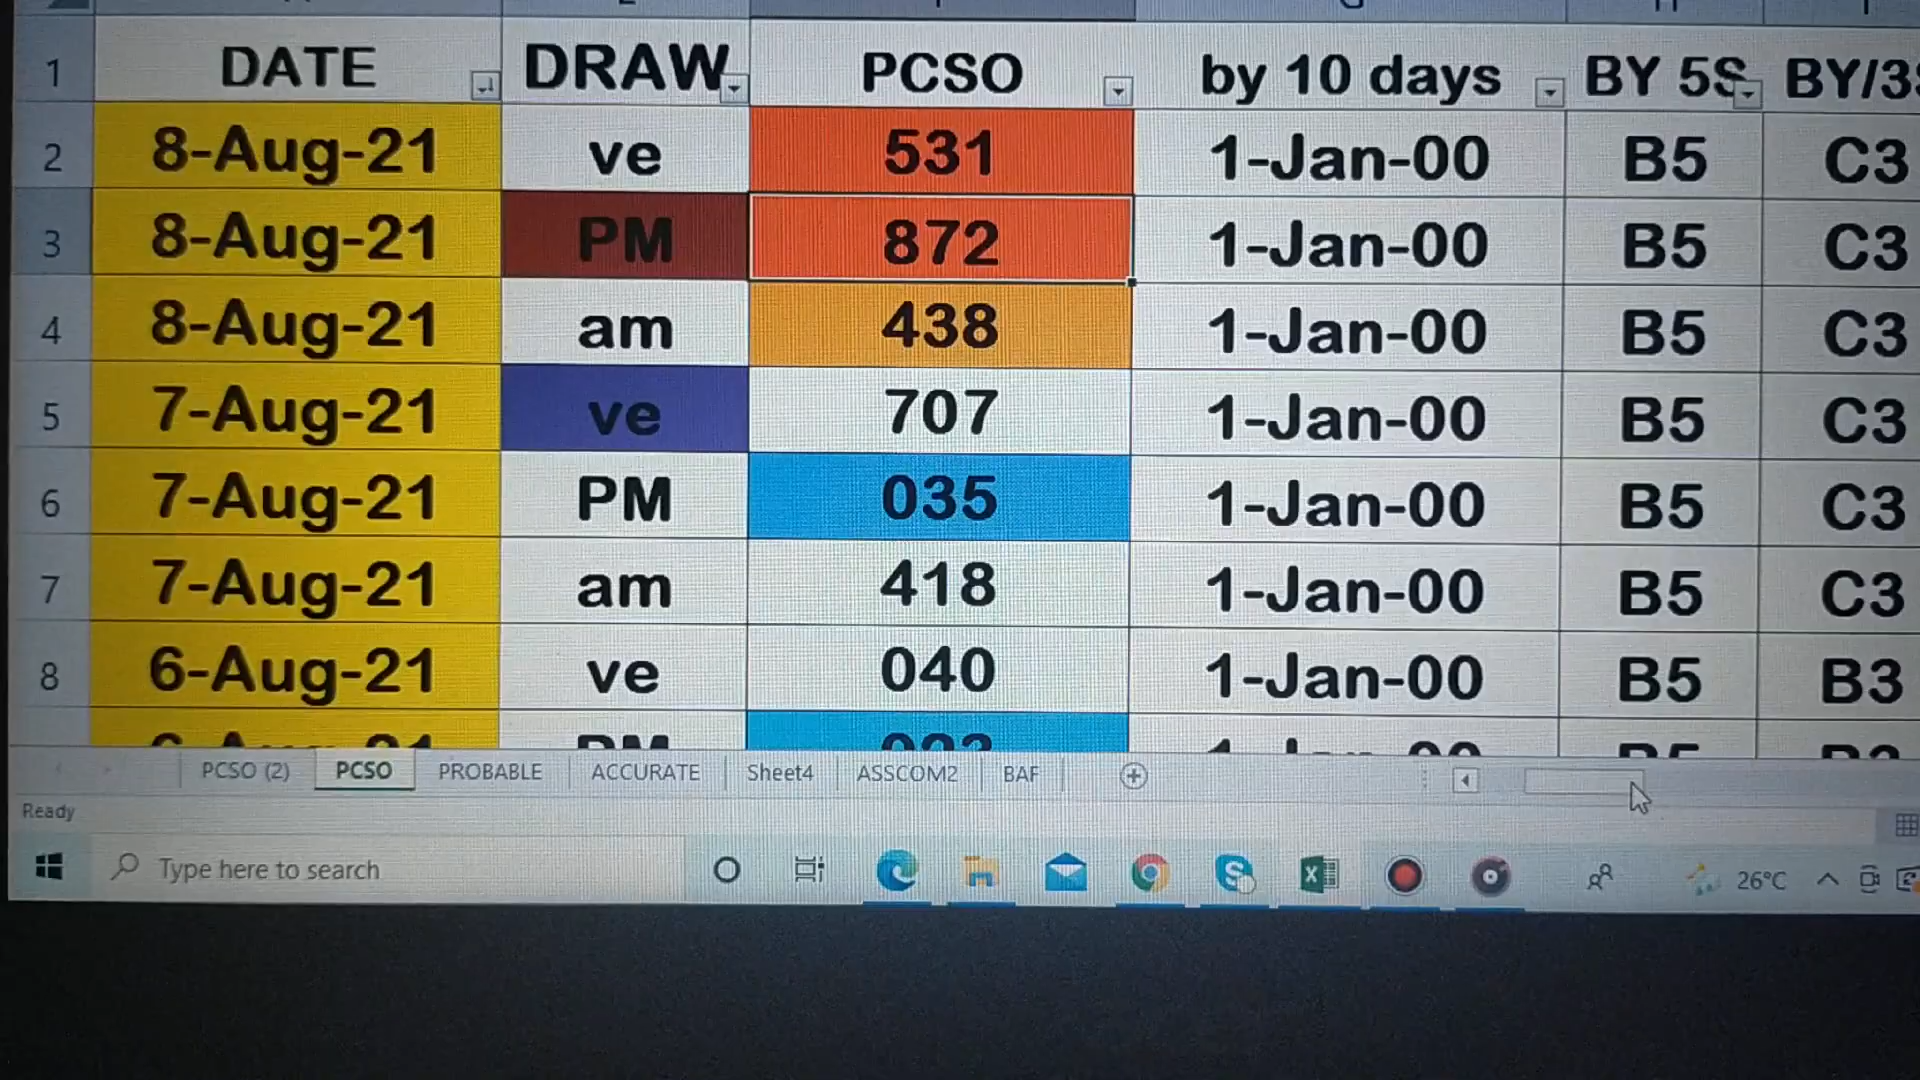 1 DATE DRAW PCSO by 10 days BY 5S BY/3S
2 8-Aug-21 ve 531 1-Jan-00 B5 C3
3 8-Aug-21 PM 872 1-Jan-00 B5 C3
4 8-Aug-21 am 438 1-Jan-00 B5 C3
5 7-Aug-21 ve 707 1-Jan-00 B5 C3
6 7-Aug-21 PM 035 1-Jan-00 B5 C3
7 7-Aug-21 am 418 1-Jan-00 B5 C3
8 6-Aug-21 ve 040 1-Jan-00 B5 B3
PCSO (2) PCSO PROBABLE ACCURATE Sheet4 ASSCOM2 BAF
Ready
Type here to search 26°C